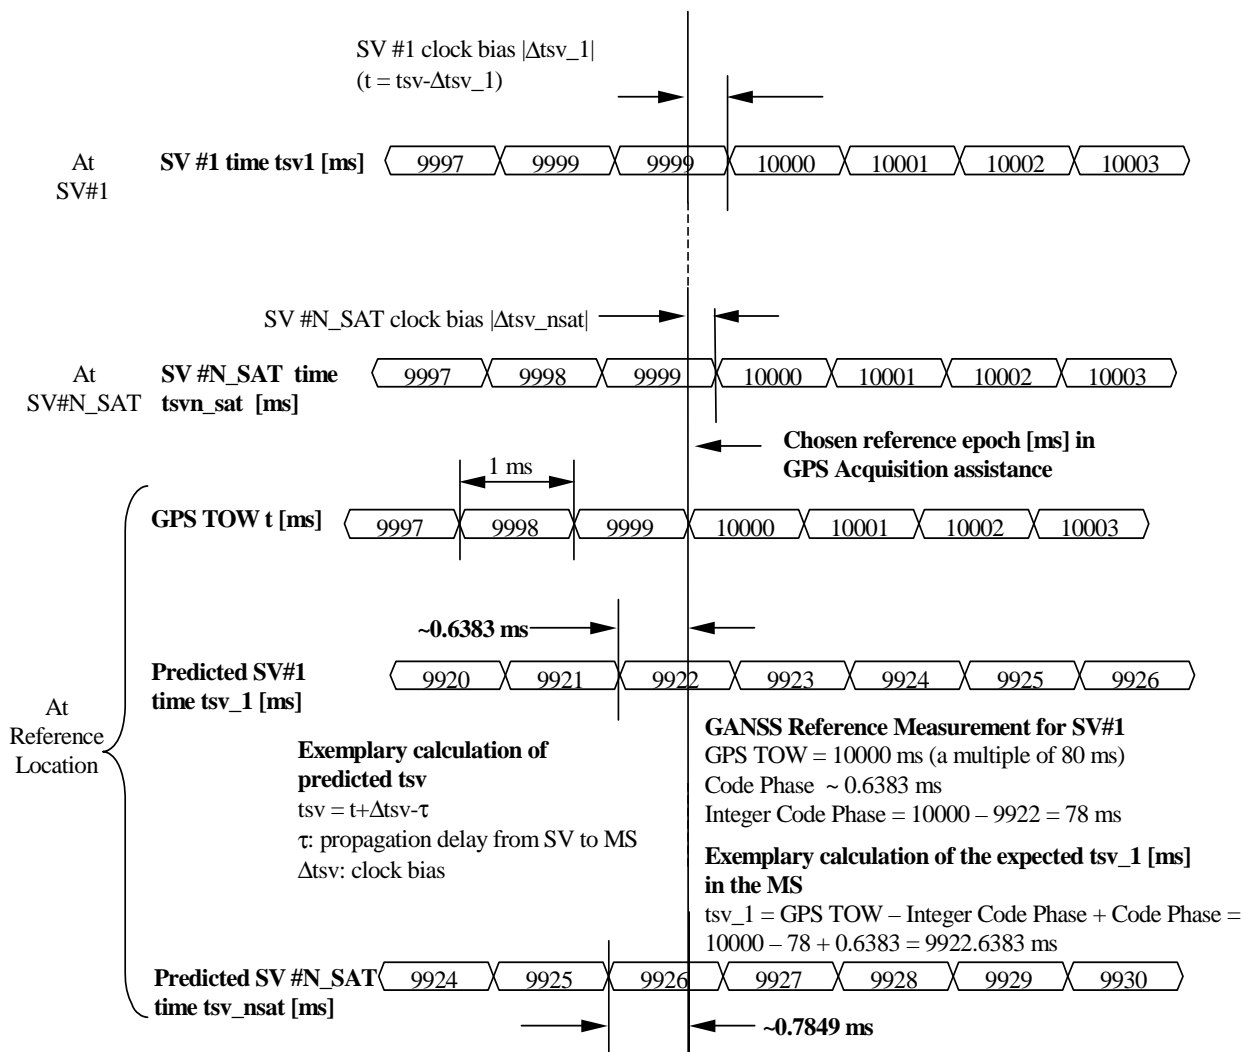 SV #1 clock bias |Δtsv_1|
(t = tsv-Δtsv_1)
At
SV#1
SV #1 time tsv1 [ms]
9997 9999 9999 10000 10001 10002 10003
SV #N_SAT clock bias |Δtsv_nsat|
At
SV#N_SAT
SV #N_SAT time
tsvn_sat [ms]
9997 9998 9999 10000 10001 10002 10003
Chosen reference epoch [ms] in
GPS Acquisition assistance
1 ms
GPS TOW t [ms]
9997 9998 9999 10000 10001 10002 10003
~0.6383 ms
Predicted SV#1
time tsv_1 [ms]
9920 9921 9922 9923 9924 9925 9926
At
Reference
Location
Exemplary calculation of
predicted tsv
tsv = t+Δtsv-τ
τ: propagation delay from SV to MS
Δtsv: clock bias
GANSS Reference Measurement for SV#1
GPS TOW = 10000 ms (a multiple of 80 ms)
Code Phase ~ 0.6383 ms
Integer Code Phase = 10000 – 9922 = 78 ms
Exemplary calculation of the expected tsv_1 [ms]
in the MS
tsv_1 = GPS TOW – Integer Code Phase + Code Phase =
10000 – 78 + 0.6383 = 9922.6383 ms
Predicted SV #N_SAT
time tsv_nsat [ms]
9924 9925 9926 9927 9928 9929 9930
~0.7849 ms